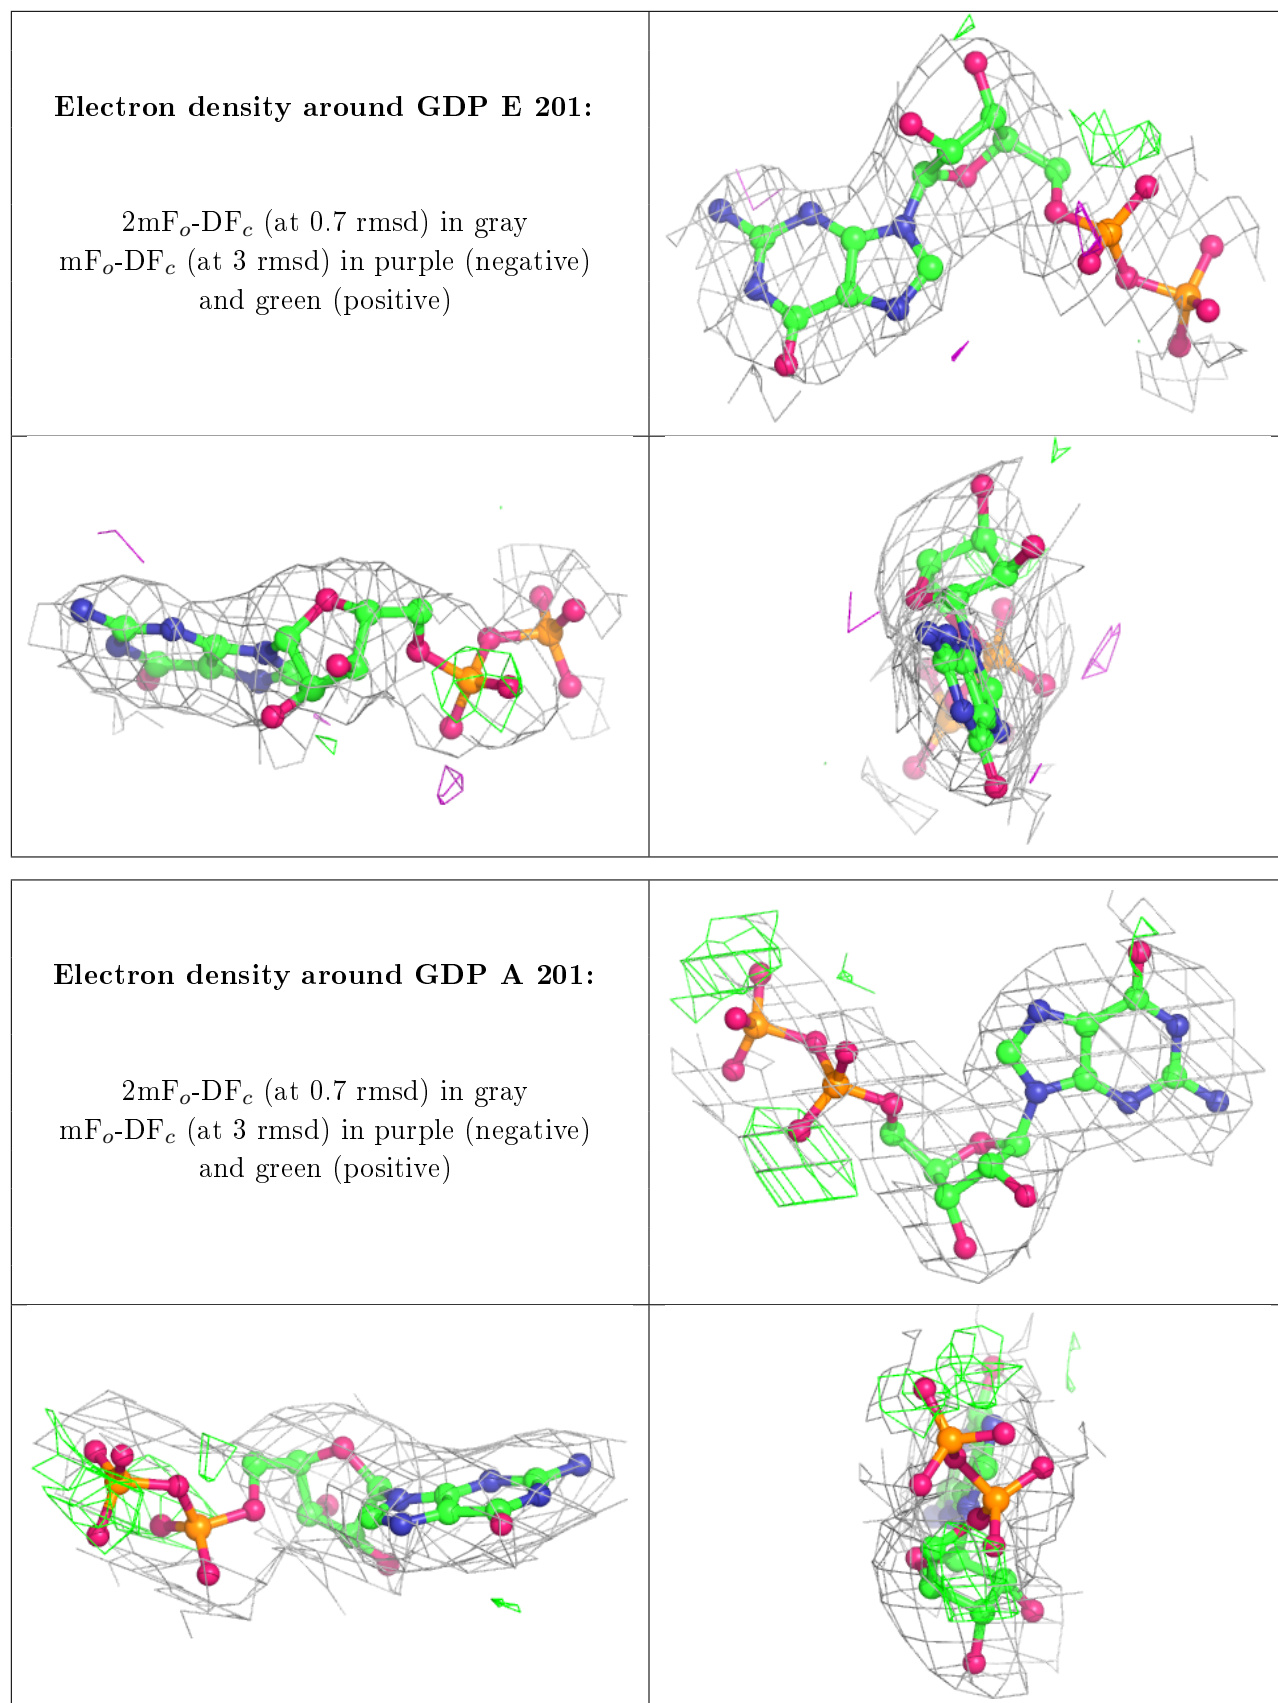 Electron density around GDP E 201:
2mFₒ-DF𝒸 (at 0.7 rmsd) in gray
mFₒ-DF𝒸 (at 3 rmsd) in purple (negative)
and green (positive)
Electron density around GDP A 201:
2mFₒ-DF𝒸 (at 0.7 rmsd) in gray
mFₒ-DF𝒸 (at 3 rmsd) in purple (negative)
and green (positive)